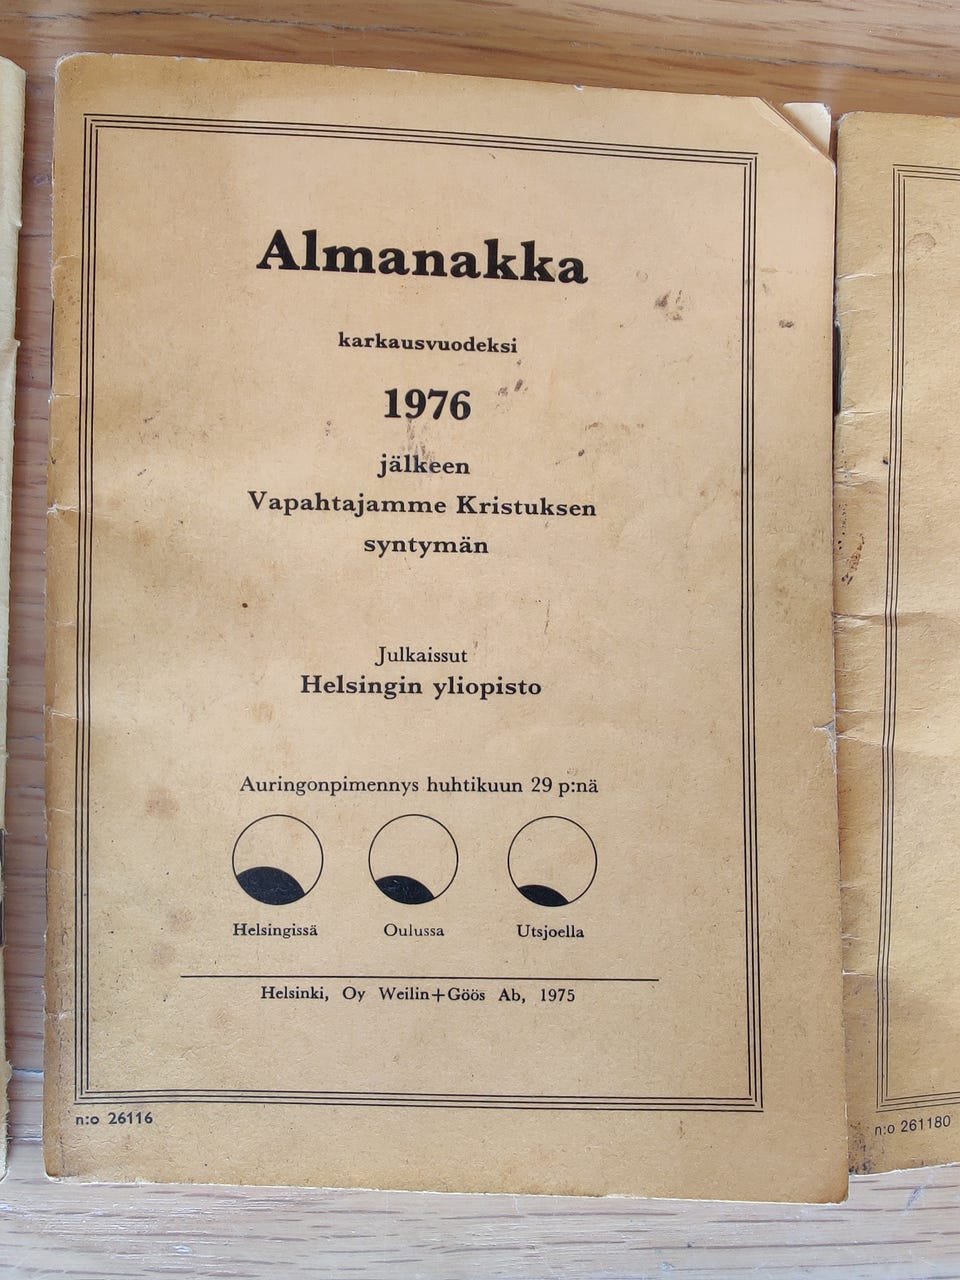 Almanakka
karkausvuodeksi
1976
jälkeen
Vapahtajamme Kristuksen
syntymän
Julkaissut
Helsingin yliopisto
Auringonpimennys huhtikuun 29 p:nä
Helsingissä Oulussa Utsjoella
Helsinki, Oy Weilin+Göös Ab, 1975
n:o 26116
n:o 261180